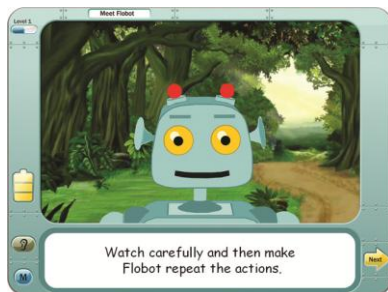 Meet Flobot
Level 1
Watch carefully and then make
Flobot repeat the actions.
Next
M